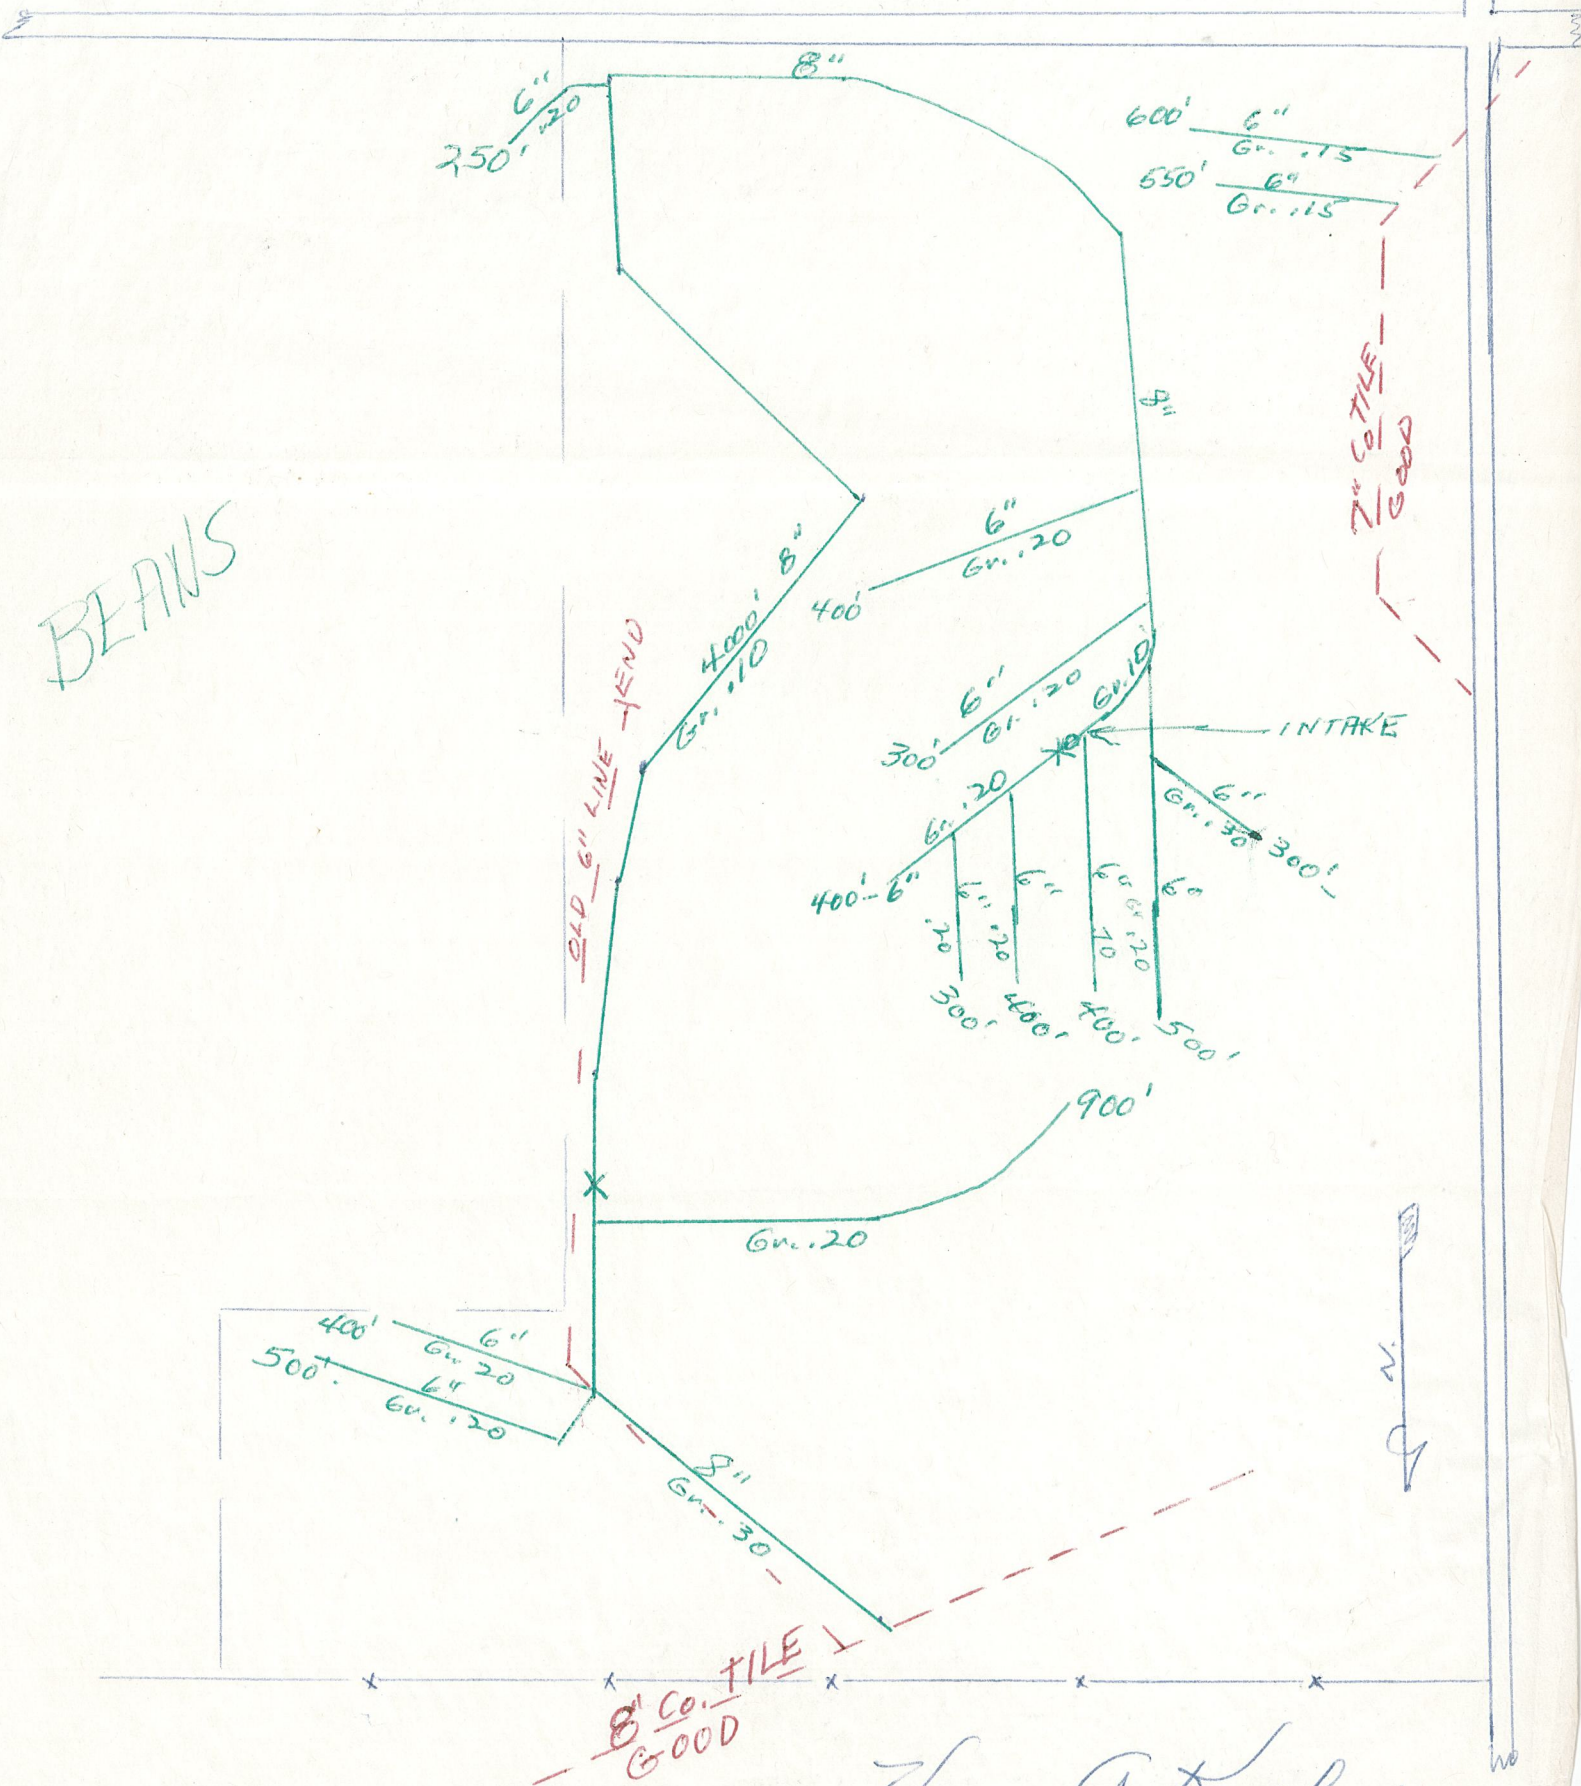 8"
6"
.20
250'
600'
6"
Gr. .15
550'
6"
Gr. .15
8"
7" Co TILE
GOOD
BEANS
6"
Gr. .20
400'
8"
4000'
Gr. .10
OLD 6" LINE
END
6"
Gr. .20
300'
Gr. 10
INTAKE
Gr. .20
400'-6"
6"
.20
300'
6"
.20
400'
6"
10
400'
6"
Gr. .20
500'
6"
300'
900'
Gr. .20
400'
6"
Gr. 20
500'
6"
Gr. .20
8"
Gr. .30
N.
8" Co. TILE
GOOD